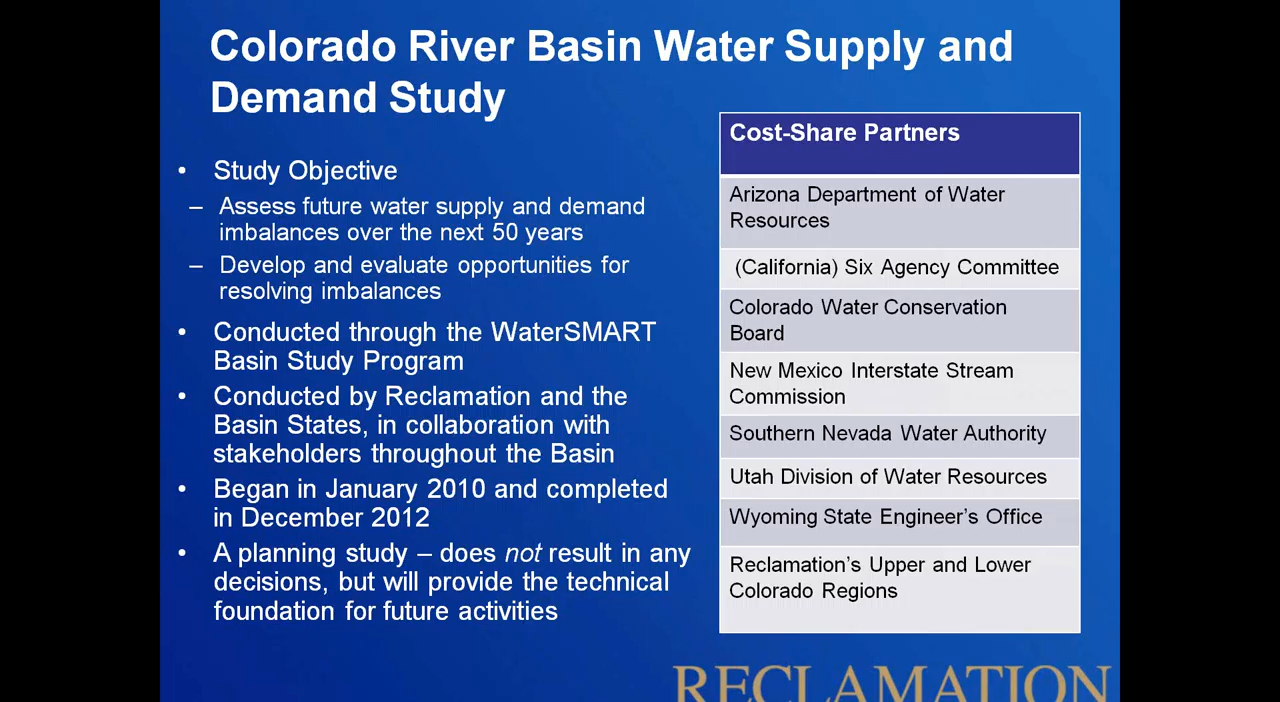 Colorado River Basin Water Supply and
Demand Study
• Study Objective
– Assess future water supply and demand
imbalances over the next 50 years
– Develop and evaluate opportunities for
resolving imbalances
• Conducted through the WaterSMART
Basin Study Program
• Conducted by Reclamation and the
Basin States, in collaboration with
stakeholders throughout the Basin
• Began in January 2010 and completed
in December 2012
• A planning study – does not result in any
decisions, but will provide the technical
foundation for future activities
Cost-Share Partners
Arizona Department of Water
Resources
(California) Six Agency Committee
Colorado Water Conservation
Board
New Mexico Interstate Stream
Commission
Southern Nevada Water Authority
Utah Division of Water Resources
Wyoming State Engineer’s Office
Reclamation’s Upper and Lower
Colorado Regions
RECLAMATION